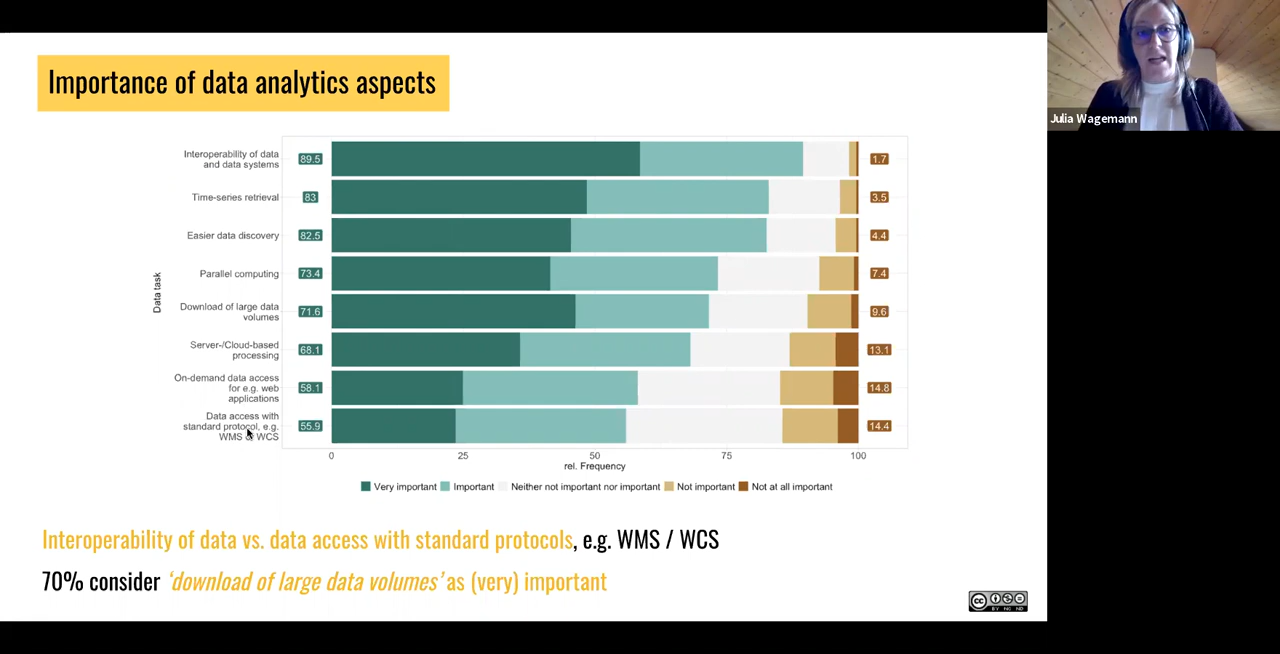 Importance of data analytics aspects
Julia Wagemann
Data task
Interoperability of data
and data systems
89.5
1.7
Time-series retrieval
83
3.5
Easier data discovery
82.5
4.4
Parallel computing
73.4
7.4
Download of large data
volumes
71.6
9.6
Server-/Cloud-based
processing
68.1
13.1
On-demand data access
for e.g. web
applications
58.1
14.8
Data access with
standard protocol, e.g.
WMS & WCS
55.9
14.4
0 25 50 75 100
rel. Frequency
Very important Important Neither not important nor important Not important Not at all important
Interoperability of data vs. data access with standard protocols, e.g. WMS / WCS
70% consider ‘download of large data volumes’ as (very) important
cc
BY NC ND